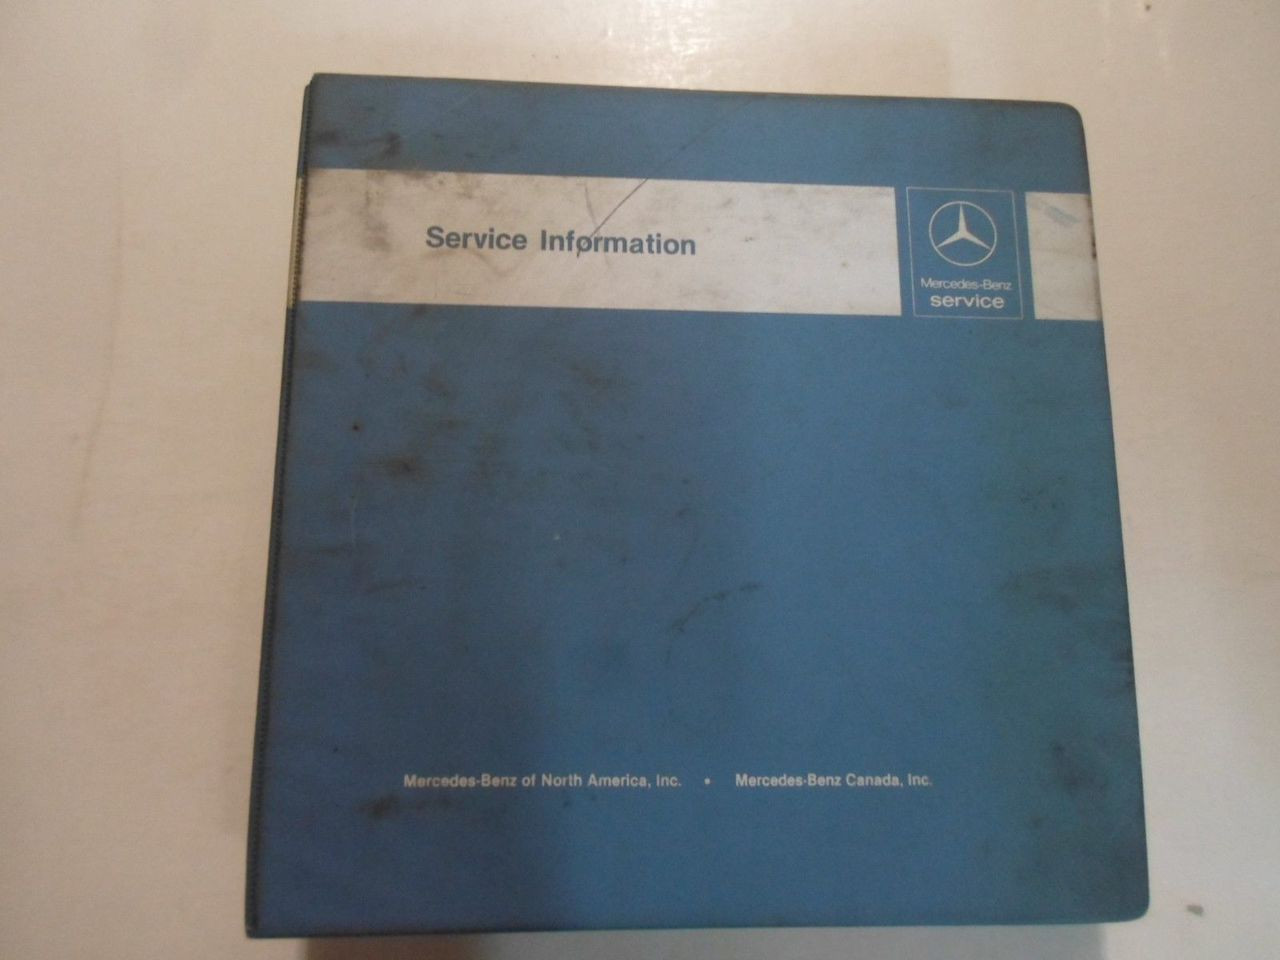 Service Information
Mercedes-Benz
service
Mercedes-Benz of North America, Inc. • Mercedes-Benz Canada, Inc.